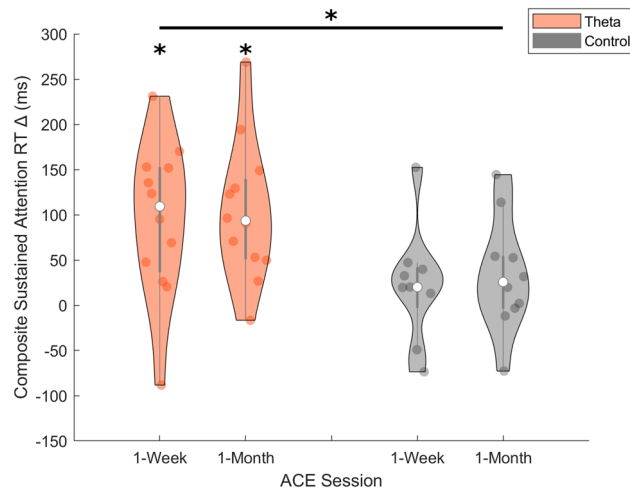 *
Theta
Control
* *
300
250
200
150
100
50
0
-50
-100
-150
Composite Sustained Attention RT Δ (ms)
1-Week 1-Month 1-Week 1-Month
ACE Session